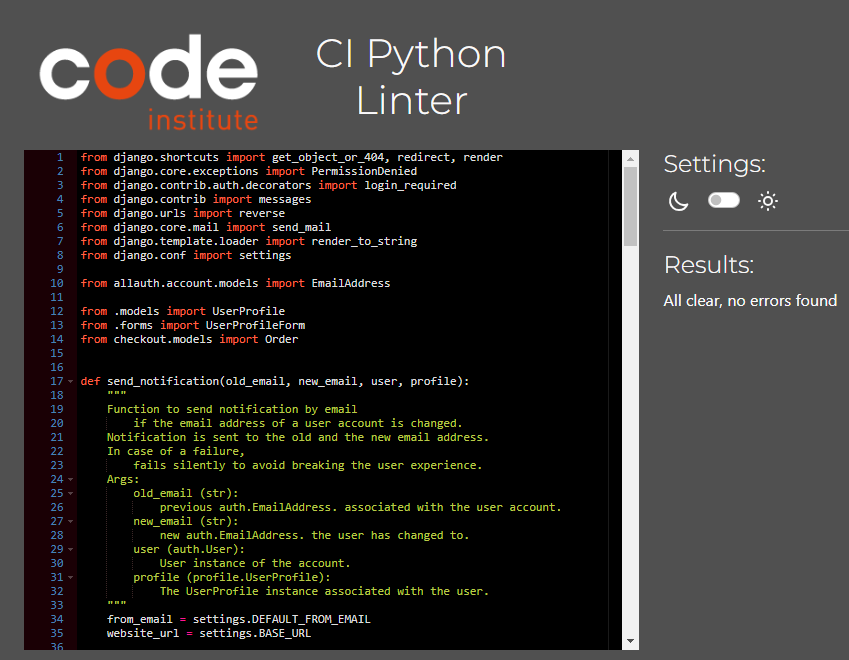 code
institute
CI Python
Linter
1 from django.shortcuts import get_object_or_404, redirect, render
2 from django.core.exceptions import PermissionDenied
3 from django.contrib.auth.decorators import login_required
4 from django.contrib import messages
5 from django.urls import reverse
6 from django.core.mail import send_mail
7 from django.template.loader import render_to_string
8 from django.conf import settings
9
10 from allauth.account.models import EmailAddress
11
12 from .models import UserProfile
13 from .forms import UserProfileForm
14 from checkout.models import Order
15
16
17 def send_notification(old_email, new_email, user, profile):
18     """
19     Function to send notification by email
20         if the email address of a user account is changed.
21     Notification is sent to the old and the new email address.
22     In case of a failure,
23         fails silently to avoid breaking the user experience.
24     Args:
25         old_email (str):
26             previous auth.EmailAddress. associated with the user account.
27         new_email (str):
28             new auth.EmailAddress. the user has changed to.
29         user (auth.User):
30             User instance of the account.
31         profile (profile.UserProfile):
32             The UserProfile instance associated with the user.
33     """
34     from_email = settings.DEFAULT_FROM_EMAIL
35     website_url = settings.BASE_URL
36
Settings:
Results:
All clear, no errors found